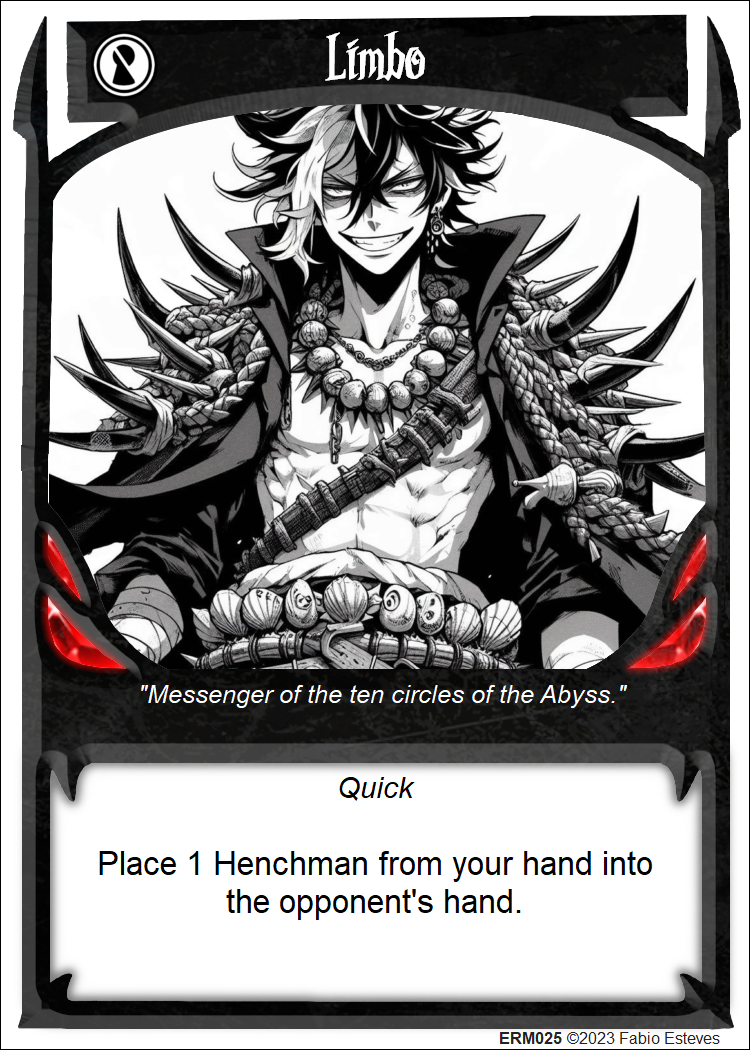 Limbo
"Messenger of the ten circles of the Abyss."
Quick
Place 1 Henchman from your hand into
the opponent's hand.
ERM025 ©2023 Fabio Esteves